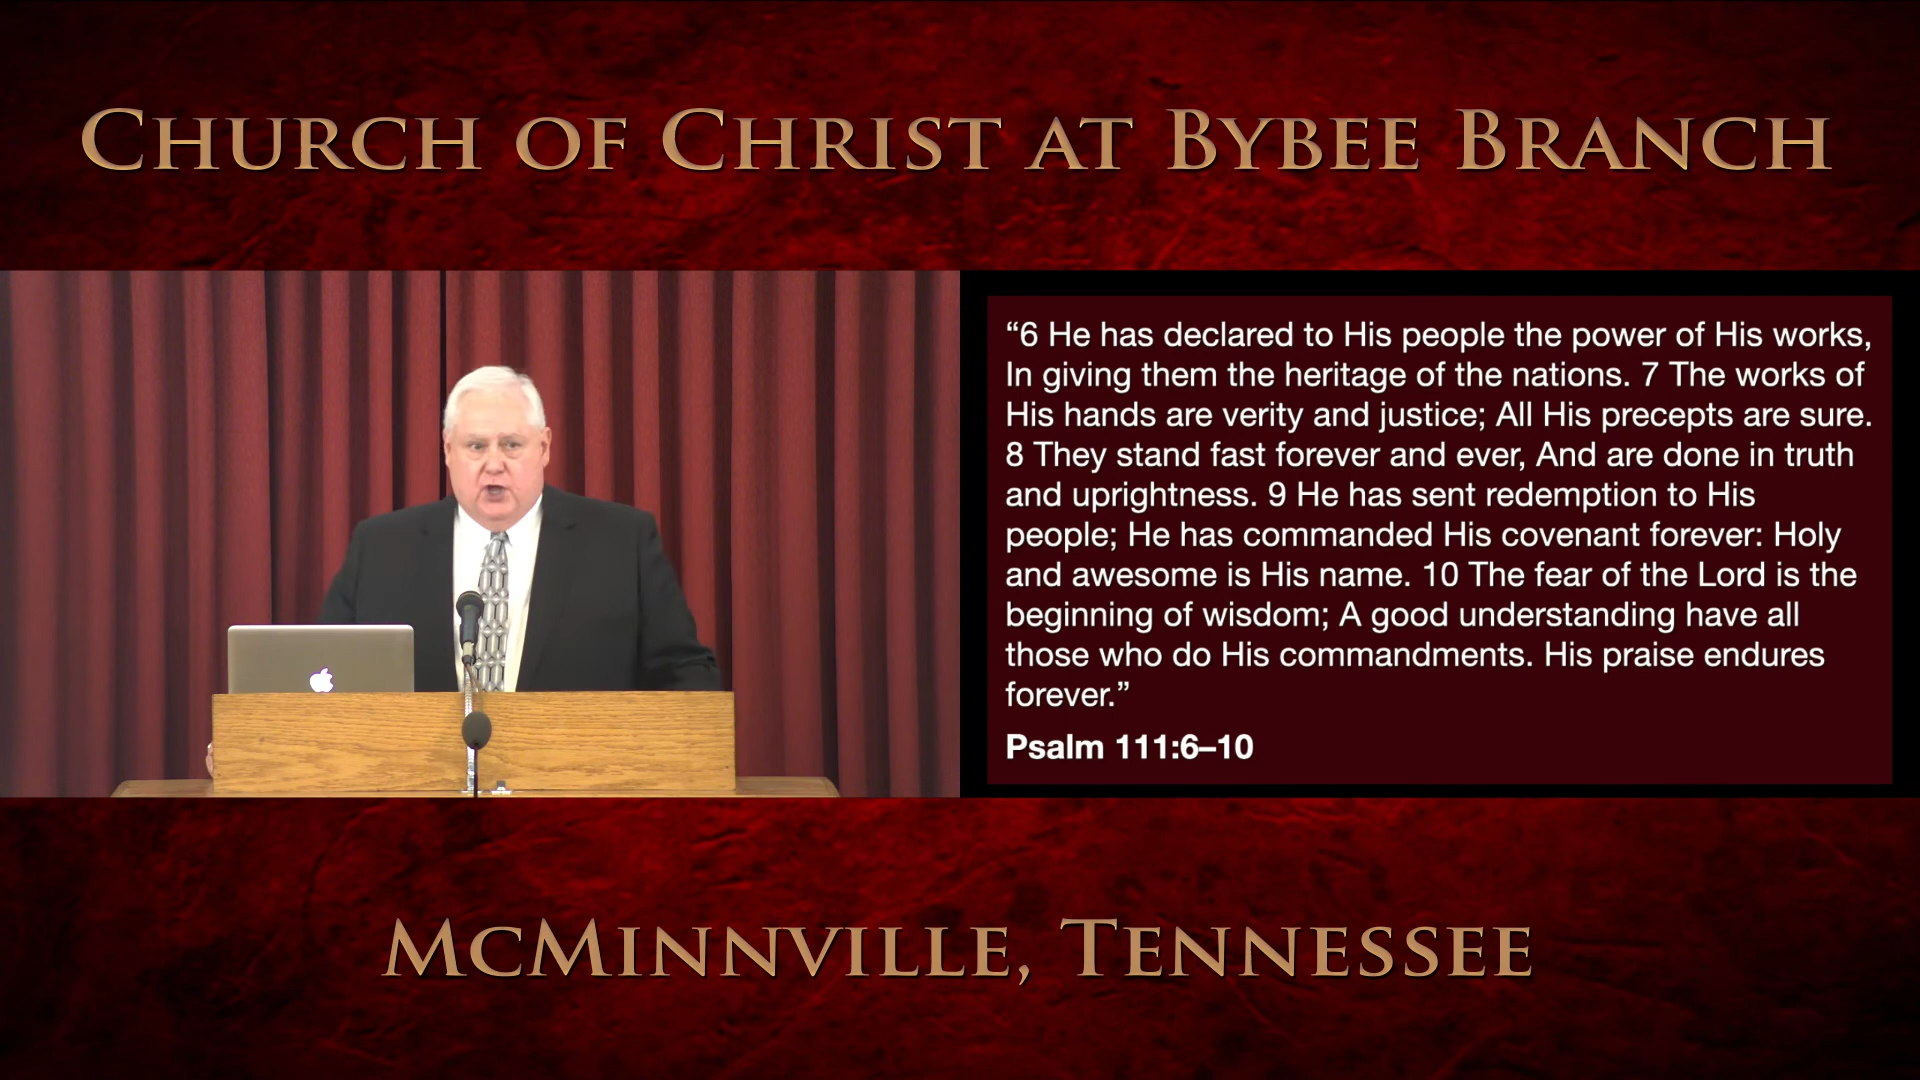 Church of Christ at Bybee Branch
“6 He has declared to His people the power of His works,
In giving them the heritage of the nations. 7 The works of
His hands are verity and justice; All His precepts are sure.
8 They stand fast forever and ever, And are done in truth
and uprightness. 9 He has sent redemption to His
people; He has commanded His covenant forever: Holy
and awesome is His name. 10 The fear of the Lord is the
beginning of wisdom; A good understanding have all
those who do His commandments. His praise endures
forever.”
Psalm 111:6–10
McMinnville, Tennessee